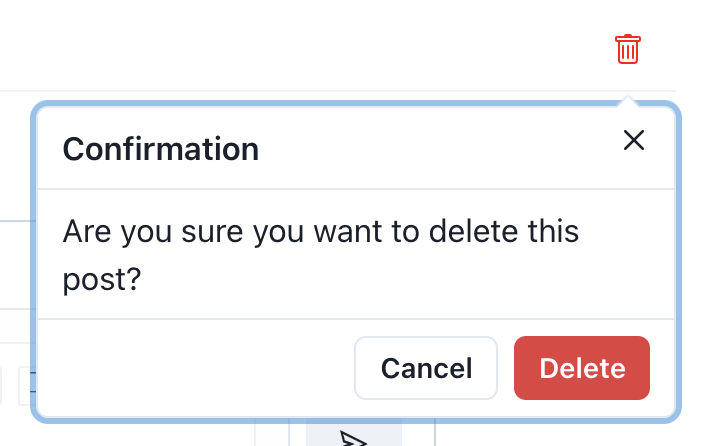 Confirmation
Are you sure you want to delete this
post?
Cancel
Delete